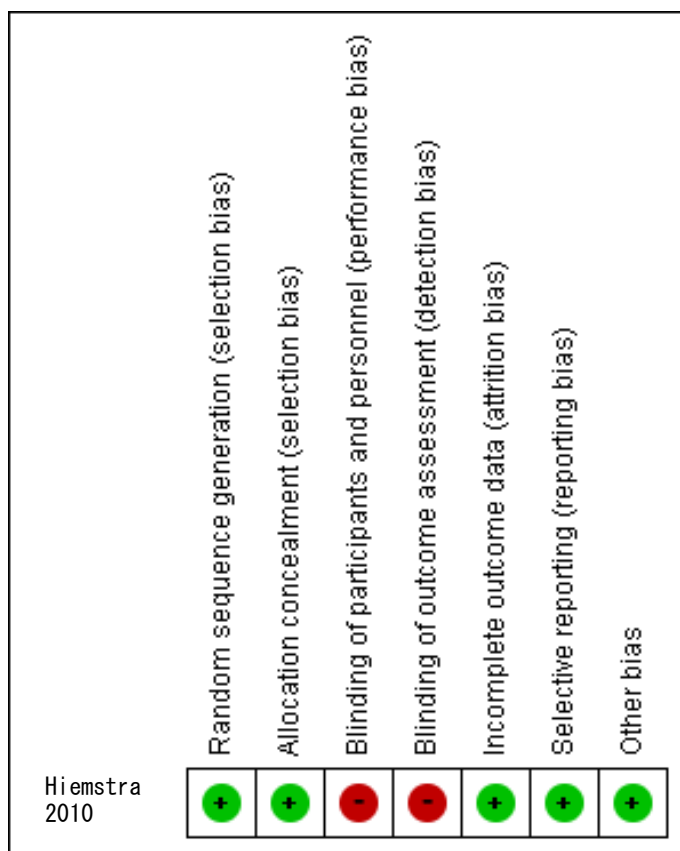 Random sequence generation (selection bias)
Allocation concealment (selection bias)
Blinding of participants and personnel (performance bias)
Blinding of outcome assessment (detection bias)
Incomplete outcome data (attrition bias)
Selective reporting (reporting bias)
Other bias
Hiemstra
2010
+ + - - + + +